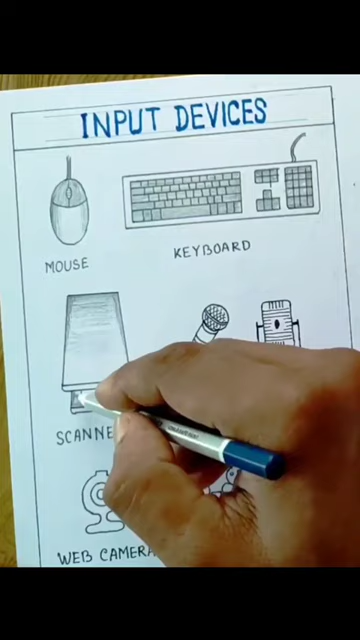 INPUT DEVICES
MOUSE
KEYBOARD
SCANNE
WEB CAMERA